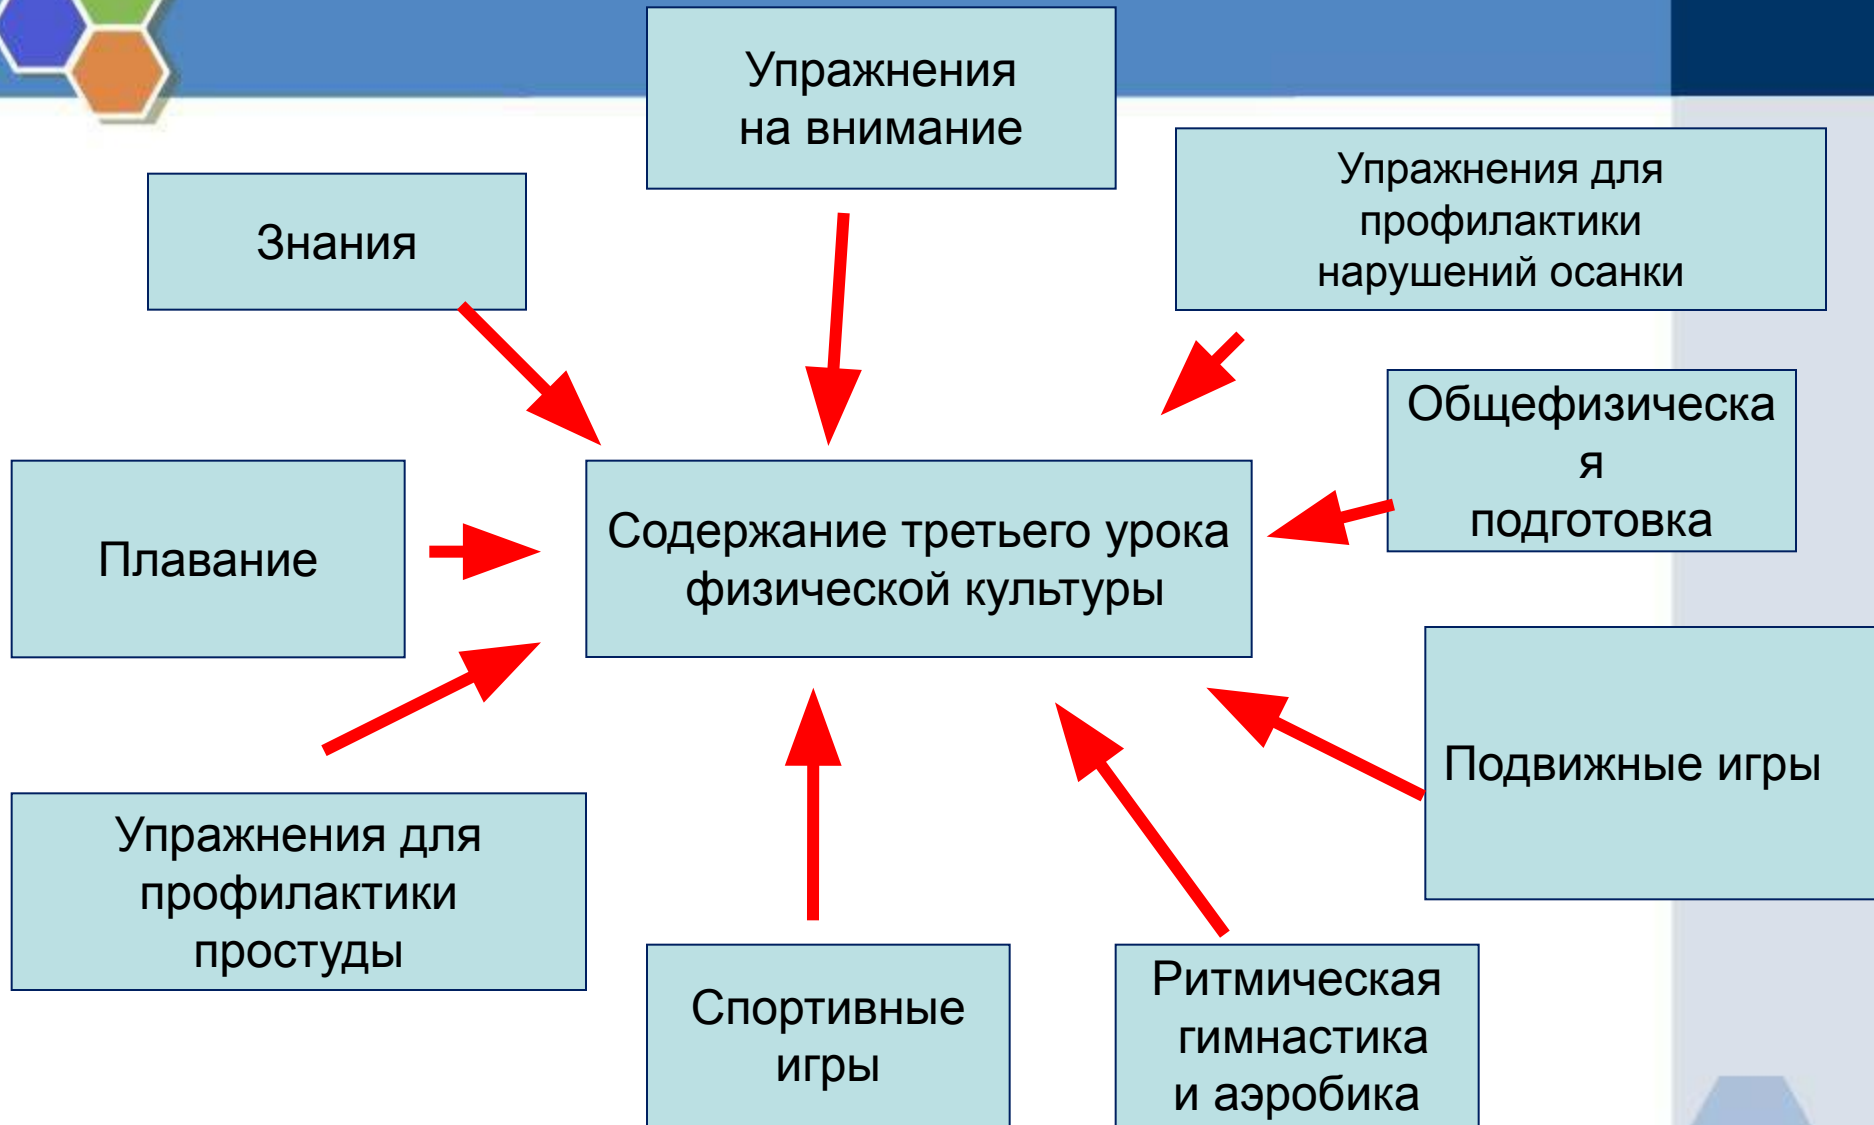 Упражнения
на внимание
Упражнения для
профилактики
нарушений осанки
Знания
Общефизическа
я
подготовка
Содержание третьего урока
физической культуры
Плавание
Подвижные игры
Упражнения для
профилактики
простуды
Спортивные
игры
Ритмическая
гимнастика
и аэробика